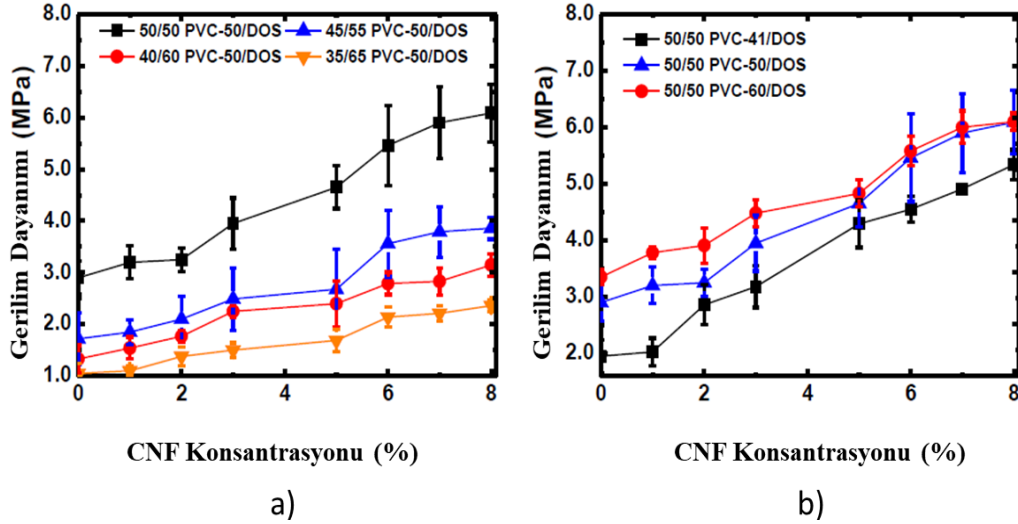 50/50 PVC-50/DOS 45/55 PVC-50/DOS
40/60 PVC-50/DOS 35/65 PVC-50/DOS
8.0
7.0
6.0
5.0
4.0
3.0
2.0
1.0
0 2 4 6 8
Gerilim Dayanımı (MPa)
CNF Konsantrasyonu (%)
a)
50/50 PVC-41/DOS
50/50 PVC-50/DOS
50/50 PVC-60/DOS
8.0
7.0
6.0
5.0
4.0
3.0
2.0
0 2 4 6 8
Gerilim Dayanımı (MPa)
CNF Konsantrasyonu (%)
b)